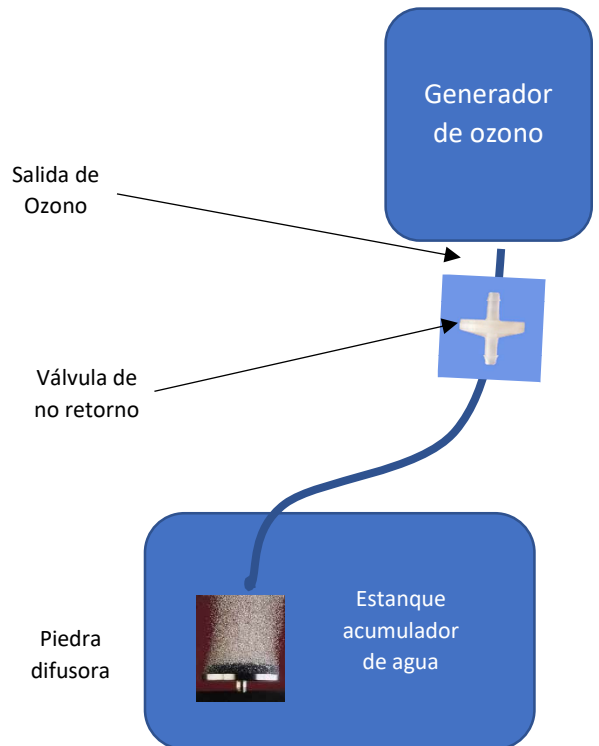 Generador
de ozono
Salida de
Ozono
Válvula de
no retorno
Estanque
acumulador
de agua
Piedra
difusora